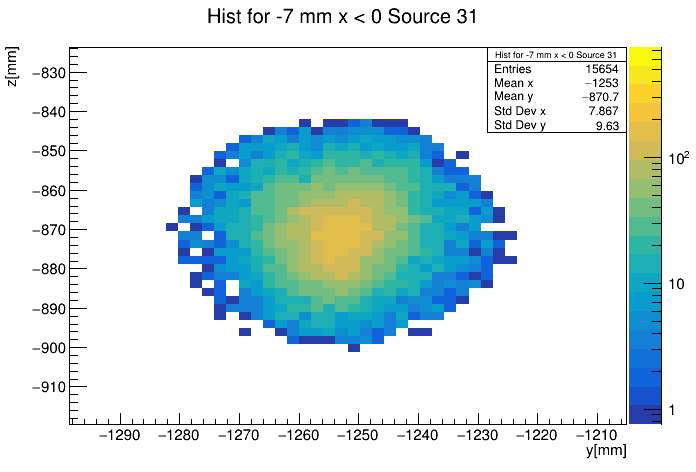 Hist for -7 mm x < 0 Source 31
z[mm]
Hist for -7 mm x < 0 Source 31
Entries 15654
Mean x −1253
Mean y −870.7
Std Dev x 7.867
Std Dev y 9.63
−830
−840
−850
−860
−870
−880
−890
−900
−910
10²
10
1
−1290 −1280 −1270 −1260 −1250 −1240 −1230 −1220 −1210
y[mm]